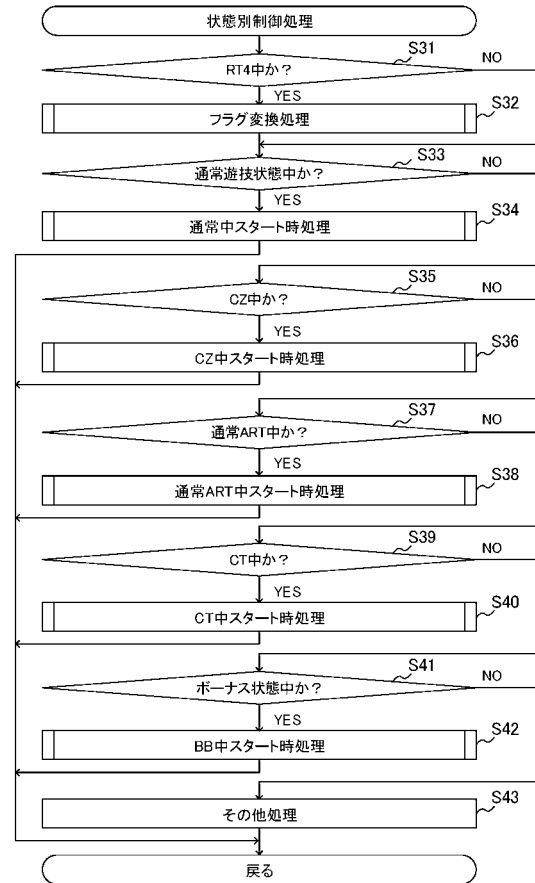 状態別制御処理
S31
RT4中か？
NO
YES
S32
フラグ変換処理
S33
通常遊技状態中か？
NO
YES
S34
通常中スタート時処理
S35
CZ中か？
NO
YES
S36
CZ中スタート時処理
S37
通常ART中か？
NO
YES
S38
通常ART中スタート時処理
S39
CT中か？
NO
YES
S40
CT中スタート時処理
S41
ボーナス状態中か？
NO
YES
S42
BB中スタート時処理
S43
その他処理
戻る